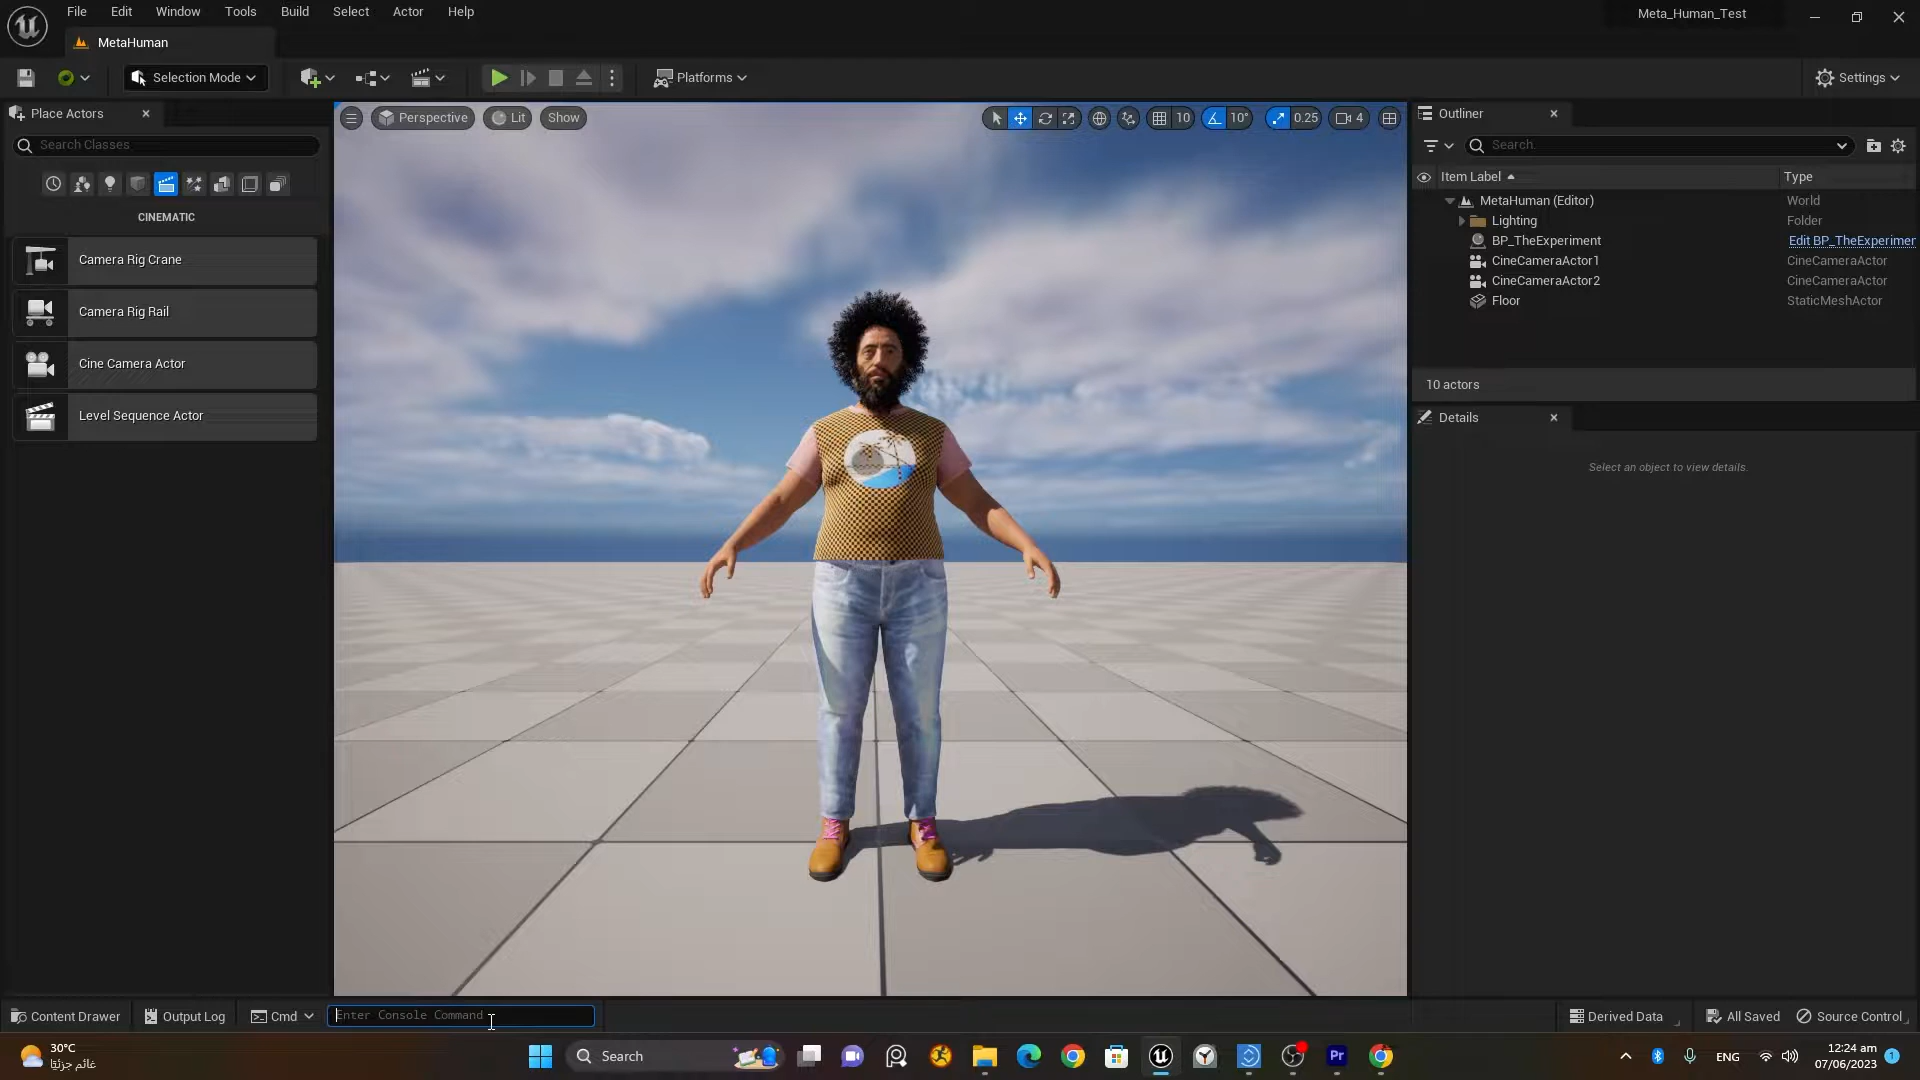 File Edit Window Tools Build Select Actor Help
Meta_Human_Test
MetaHuman
Selection Mode
Platforms
Settings
Place Actors
Search Classes
CINEMATIC
Camera Rig Crane
Camera Rig Rail
Cine Camera Actor
Level Sequence Actor
Perspective Lit Show
10 10° 0.25 4
Outliner
Search.
Item Label Type
MetaHuman (Editor) World
Lighting Folder
BP_TheExperiment Edit BP_TheExperimen
CineCameraActor1 CineCameraActor
CineCameraActor2 CineCameraActor
Floor StaticMeshActor
10 actors
Details
Select an object to view details.
Content Drawer Output Log Cmd Enter Console Command
Derived Data All Saved Source Control
30°C
غائم جزئيًا
Search
Pr
ENG
12:24 am
07/06/2023
1